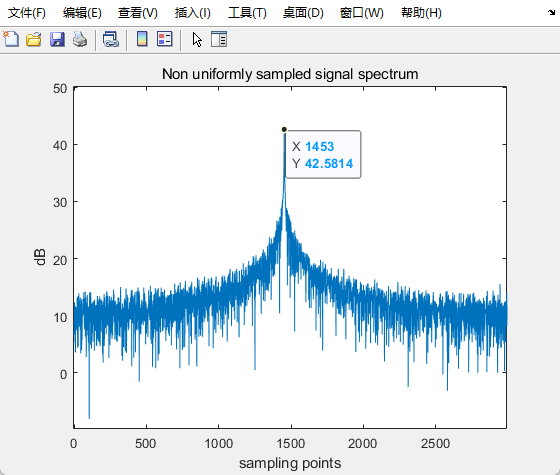 文件(F) 编辑(E) 查看(V) 插入(I) 工具(T) 桌面(D) 窗口(W) 帮助(H)
Non uniformly sampled signal spectrum
50
40
X 1453
Y 42.5814
30
20
10
0
dB
0 500 1000 1500 2000 2500
sampling points